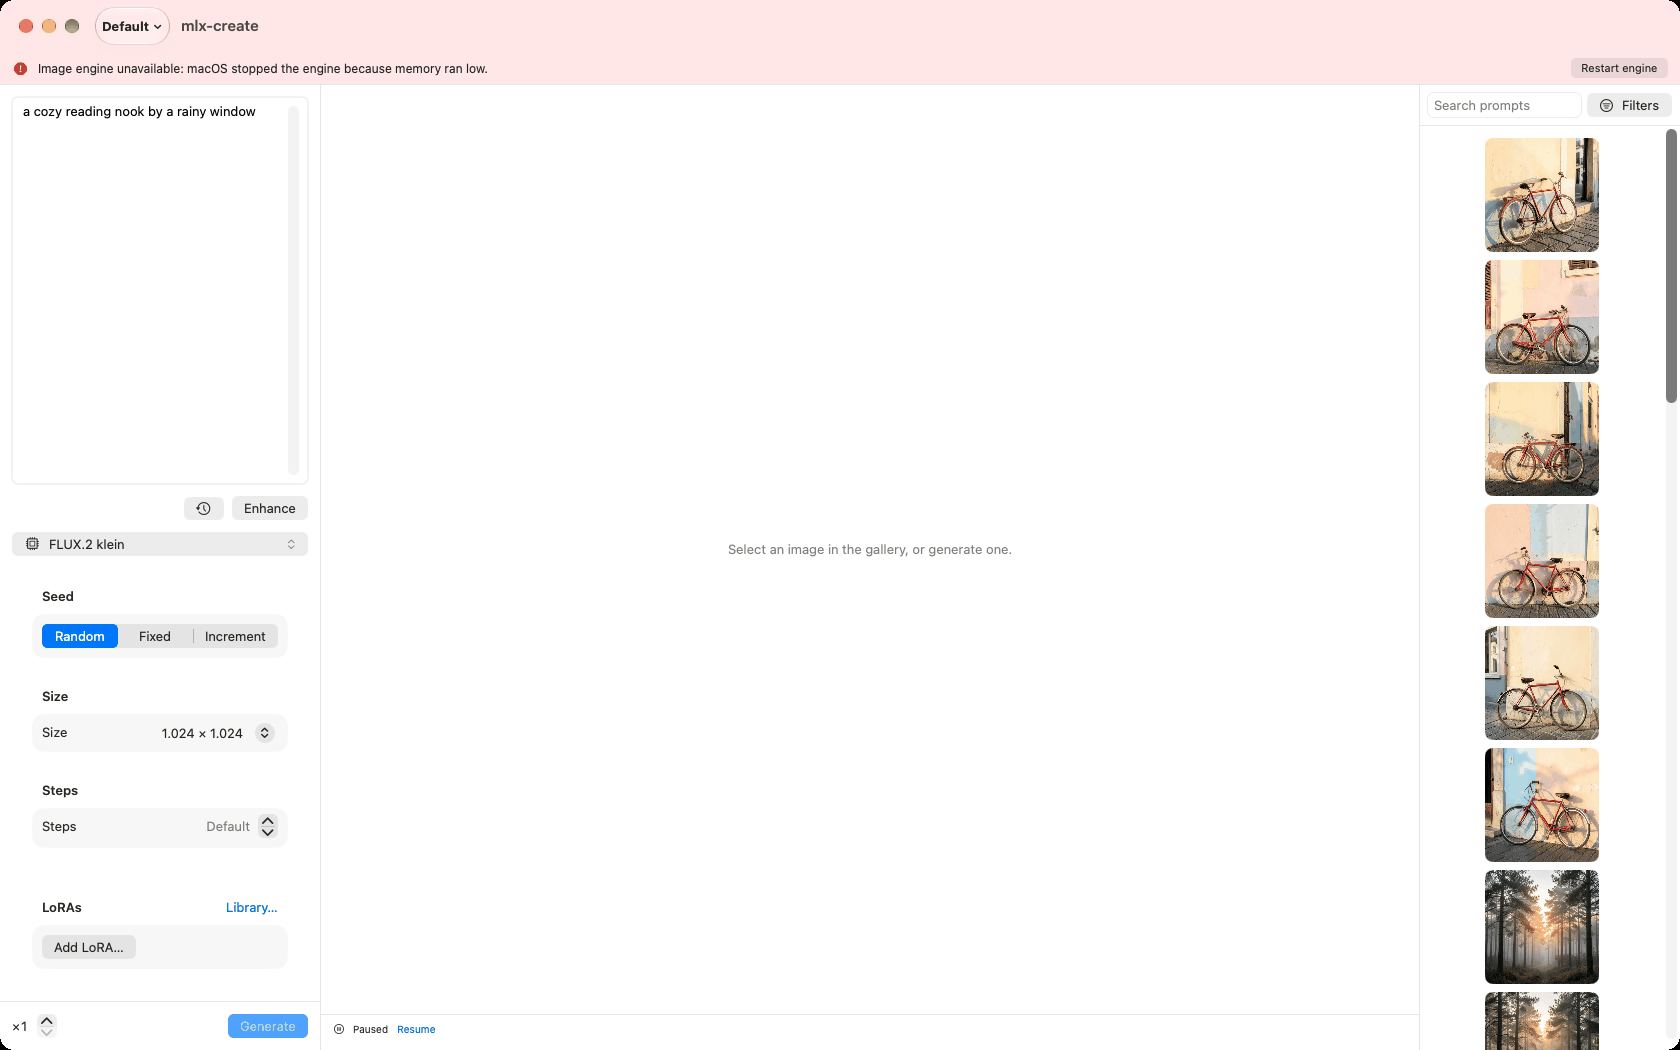 Default
mlx-create
Image engine unavailable: macOS stopped the engine because memory ran low.
Restart engine
a cozy reading nook by a rainy window
Enhance
FLUX.2 klein
Seed
Random
Fixed
Increment
Size
Size
1.024 × 1.024
Steps
Steps
Default
LoRAs
Library...
Add LoRA...
×1
Generate
Select an image in the gallery, or generate one.
Paused
Resume
Search prompts
Filters